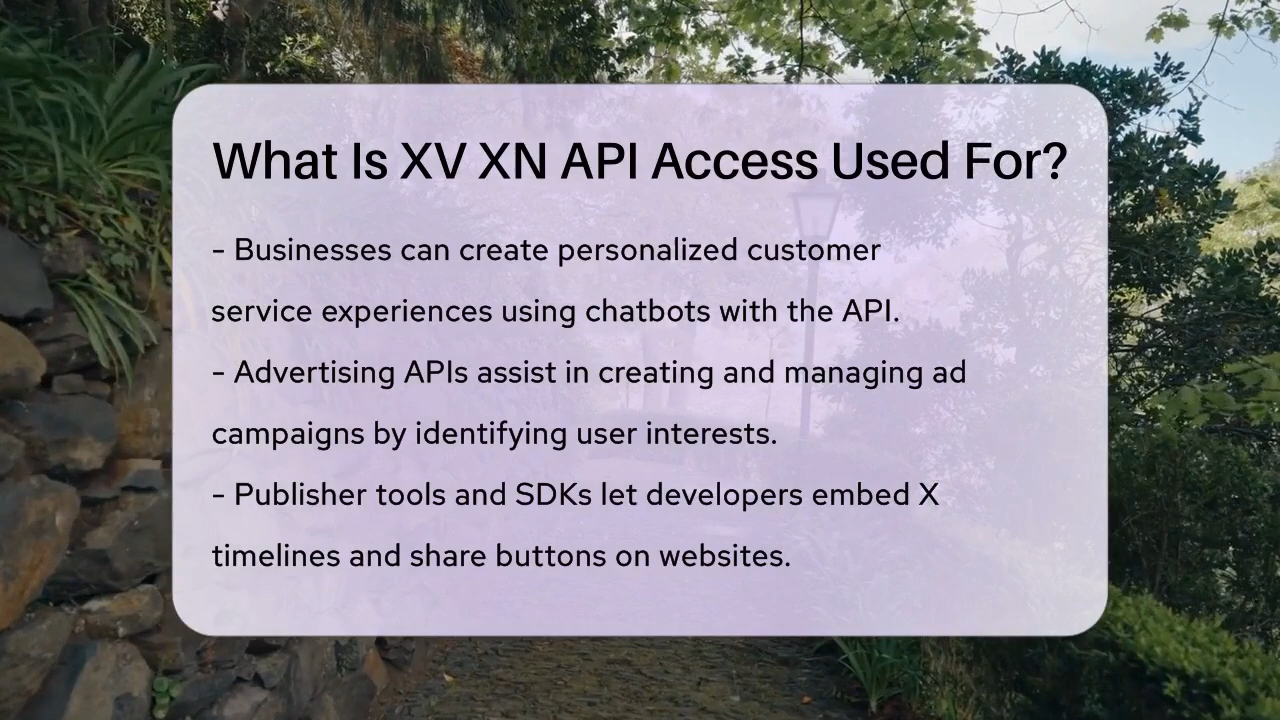 What Is XV XN API Access Used For?
- Businesses can create personalized customer
service experiences using chatbots with the API.
- Advertising APIs assist in creating and managing ad
campaigns by identifying user interests.
- Publisher tools and SDKs let developers embed X
timelines and share buttons on websites.